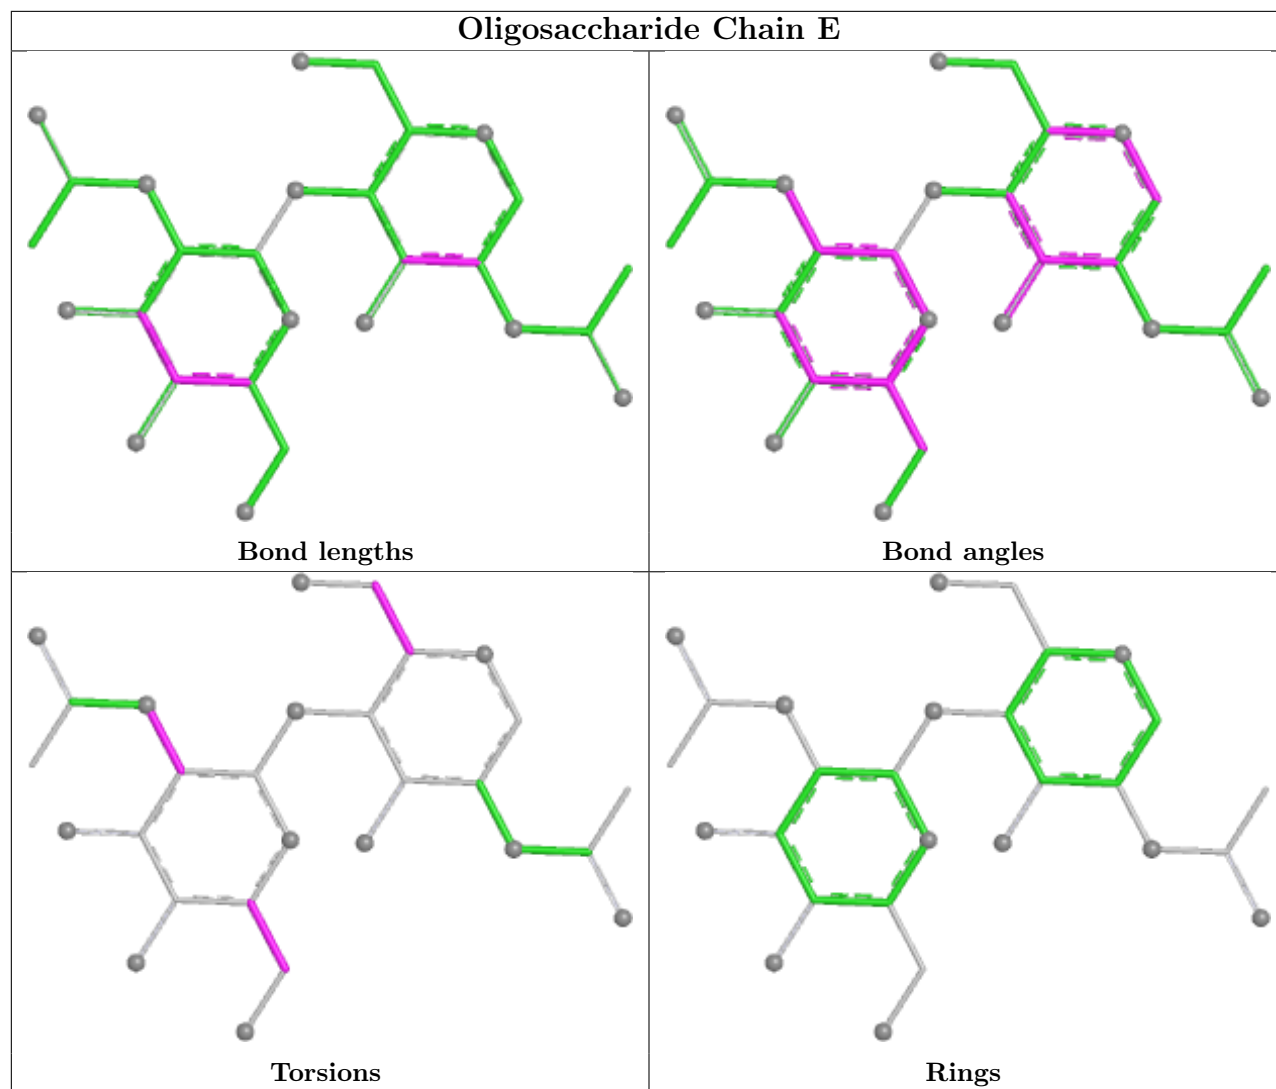 Oligosaccharide Chain E
Bond lengths
Bond angles
Torsions
Rings